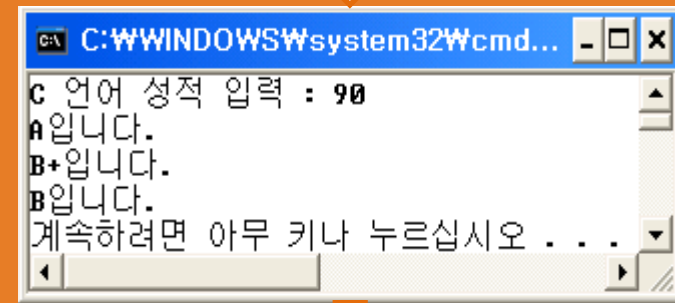 C:₩WINDOWS₩system32₩cmd...
C 언어 성적 입력 : 90
A입니다.
B+입니다.
B입니다.
계속하려면 아무 키나 누르십시오 . . .